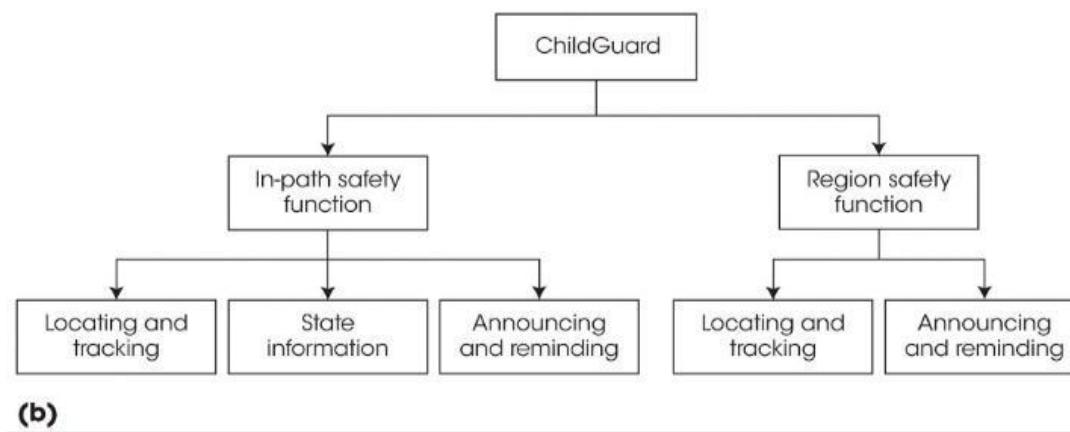 ChildGuard
In-path safety
function
Region safety
function
Locating and
tracking
State
information
Announcing
and reminding
Locating and
tracking
Announcing
and reminding
(b)